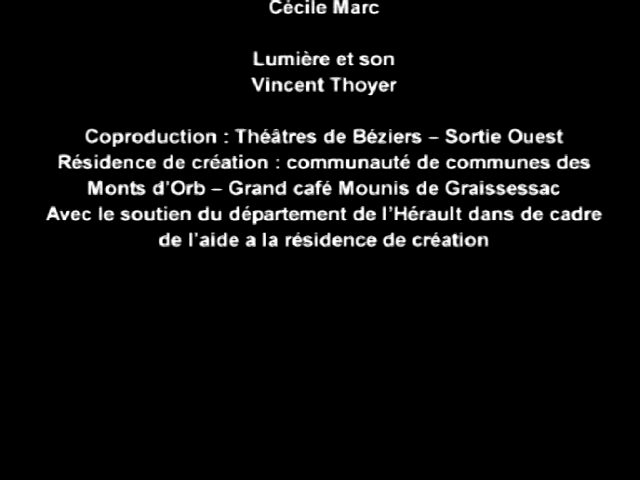 Cécile Marc
Lumière et son
Vincent Thoyer
Coproduction : Théâtres de Béziers – Sortie Ouest
Résidence de création : communauté de communes des
Monts d'Orb – Grand café Mounis de Graissessac
Avec le soutien du département de l'Hérault dans de cadre
de l'aide a la résidence de création